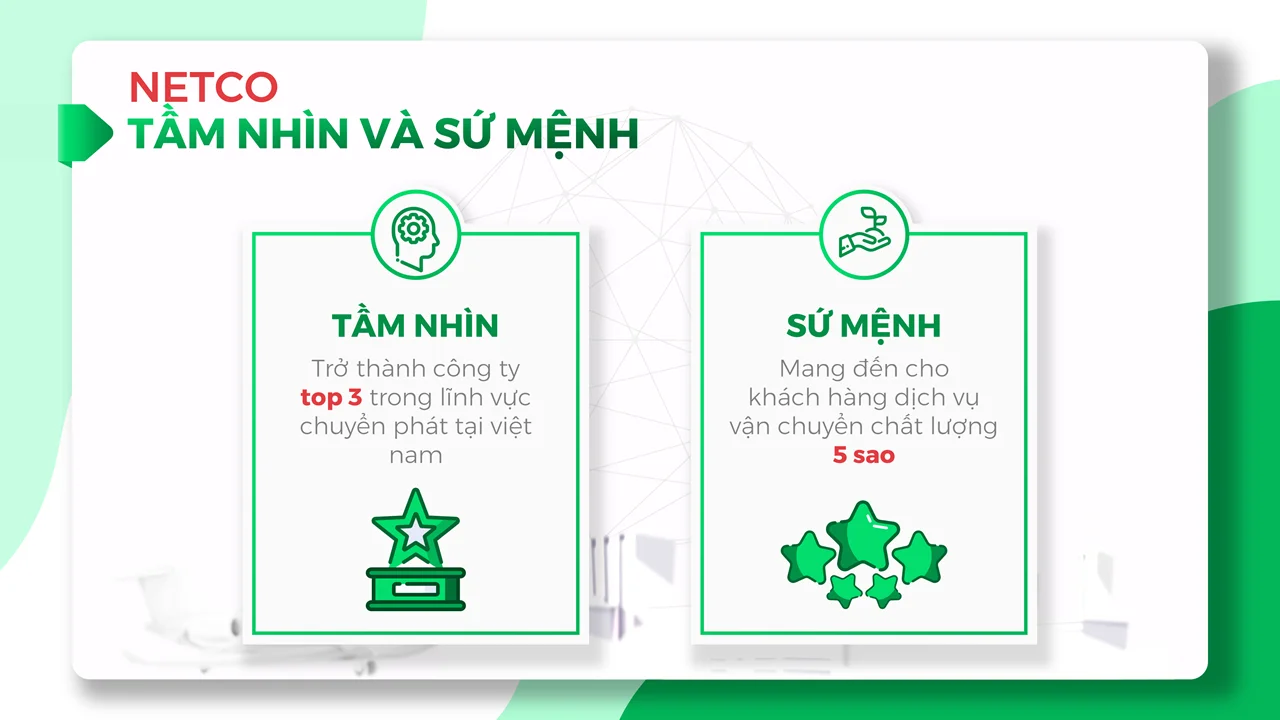 NETCO
TẦM NHÌN VÀ SỨ MỆNH
TẦM NHÌN
Trở thành công ty
top 3 trong lĩnh vực
chuyển phát tại việt
nam
SỨ MỆNH
Mang đến cho
khách hàng dịch vụ
vận chuyển chất lượng
5 sao